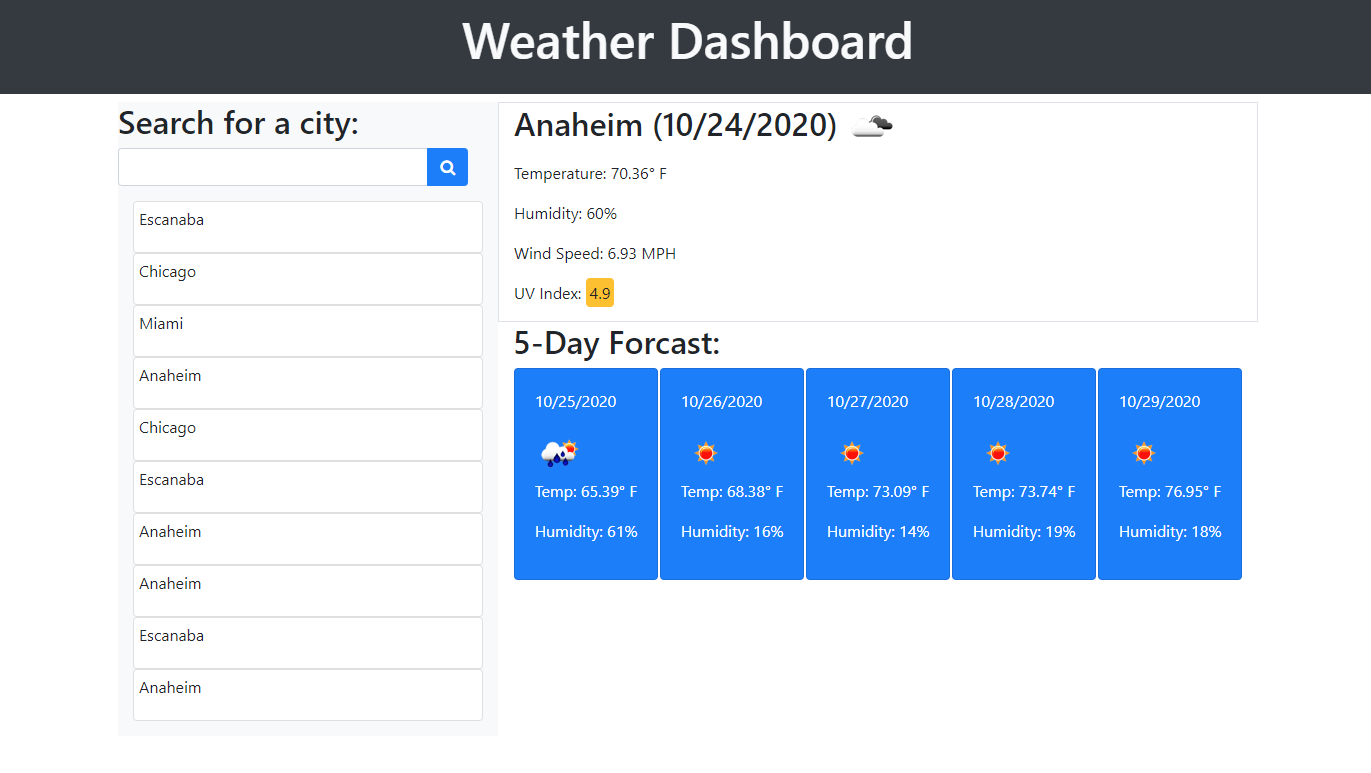 Weather Dashboard
Search for a city:
Escanaba
Chicago
Miami
Anaheim
Chicago
Escanaba
Anaheim
Anaheim
Escanaba
Anaheim
Anaheim (10/24/2020)
Temperature: 70.36° F
Humidity: 60%
Wind Speed: 6.93 MPH
UV Index: 4.9
5-Day Forcast:
10/25/2020
Temp: 65.39° F
Humidity: 61%
10/26/2020
Temp: 68.38° F
Humidity: 16%
10/27/2020
Temp: 73.09° F
Humidity: 14%
10/28/2020
Temp: 73.74° F
Humidity: 19%
10/29/2020
Temp: 76.95° F
Humidity: 18%